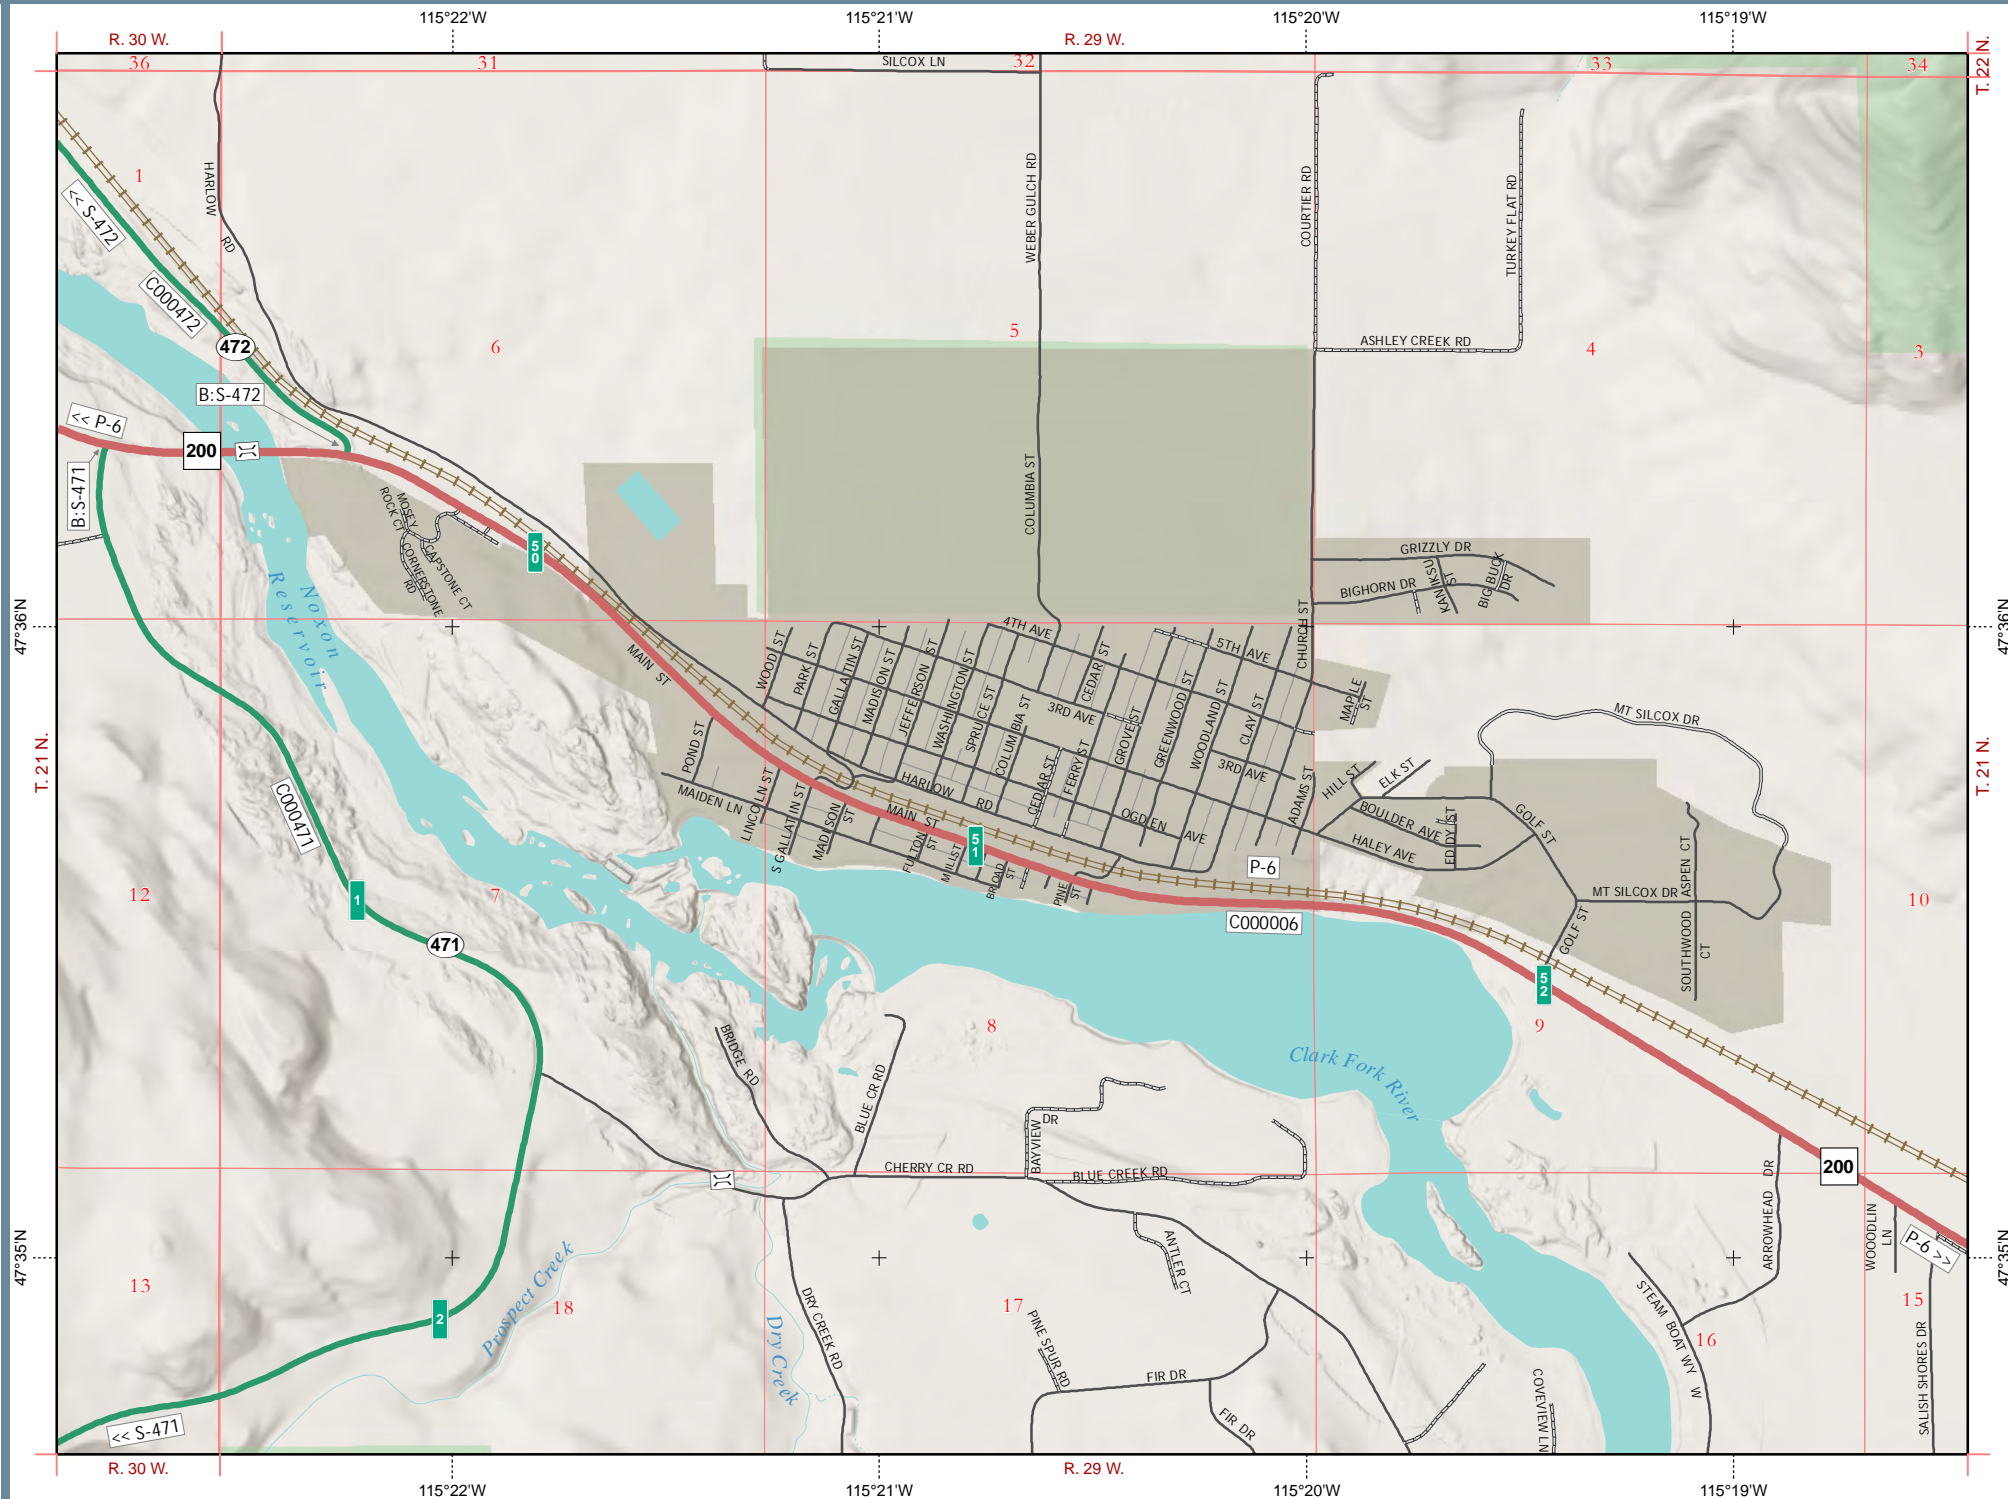 115°22'W 115°21'W 115°20'W 115°19'W
R. 30 W. R. 29 W.
T. 22 N.
36 31 32 33 34
SILCOX LN
HARLOW RD
WEBER GULCH RD
COURTIER RD
TURKEY FLAT RD
1
<< S-472
C000472
472
B:S-472
6
5
ASHLEY CREEK RD
4
3
<< P-6
200
B:S-471
MOSEY ROCK CT
CAPSTONE CT
CORNERSTONE RD
50
COLUMBIA ST
GRIZZLY DR
BIGHORN DR
KANIKSU ST
BIG BUCK DR
Noxon Reservoir
47°36'N
47°36'N
T. 21 N.
T. 21 N.
MAIN ST
WOOD ST
PARK ST
GALLATIN ST
MADISON ST
JEFFERSON ST
WASHINGTON ST
SPRUCE ST
COLUMBIA ST
4TH AVE
CEDAR ST
3RD AVE
5TH AVE
CHURCH ST
MAPLE ST
GROVE ST
GREENWOOD ST
WOODLAND ST
CLAY ST
3RD AVE
FERRY ST
CEDAR ST
ADAMS ST
HILL ST
ELK ST
MT SILCOX DR
POND ST
MAIDEN LN
LINCOLN ST
S GALLATIN ST
MADISON ST
HARLOW RD
MAIN ST
OGDEN AVE
BOULDER AVE
EDDY ST
GOLF ST
HALEY AVE
FULTON ST
MILL ST
51
BROAD ST
PINE ST
P-6
C000006
MT SILCOX DR
ASPEN CT
SOUTHWOOD CT
GOLF ST
52
C000471
1
471
12
7
8
9
10
BRIDGE RD
BLUE CR RD
BAYVIEW DR
Clark Fork River
CHERRY CR RD
BLUE CREEK RD
200
ARROWHEAD DR
WOODLIN LN
P-6 >>
47°35'N
47°35'N
13
18
17
16
15
2
Prospect Creek
Dry Creek
DRY CREEK RD
ANTLER CT
PINE SPUR RD
FIR DR
FIR DR
STEAM BOAT WY W
COVEVIEW LN
SALISH SHORES DR
<< S-471
R. 30 W. R. 29 W.
115°22'W 115°21'W 115°20'W 115°19'W